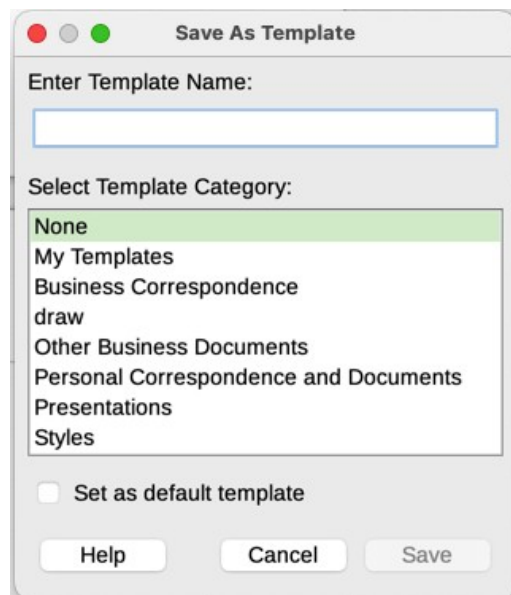 Save As Template
Enter Template Name:
Select Template Category:
None
My Templates
Business Correspondence
draw
Other Business Documents
Personal Correspondence and Documents
Presentations
Styles
Set as default template
Help Cancel Save